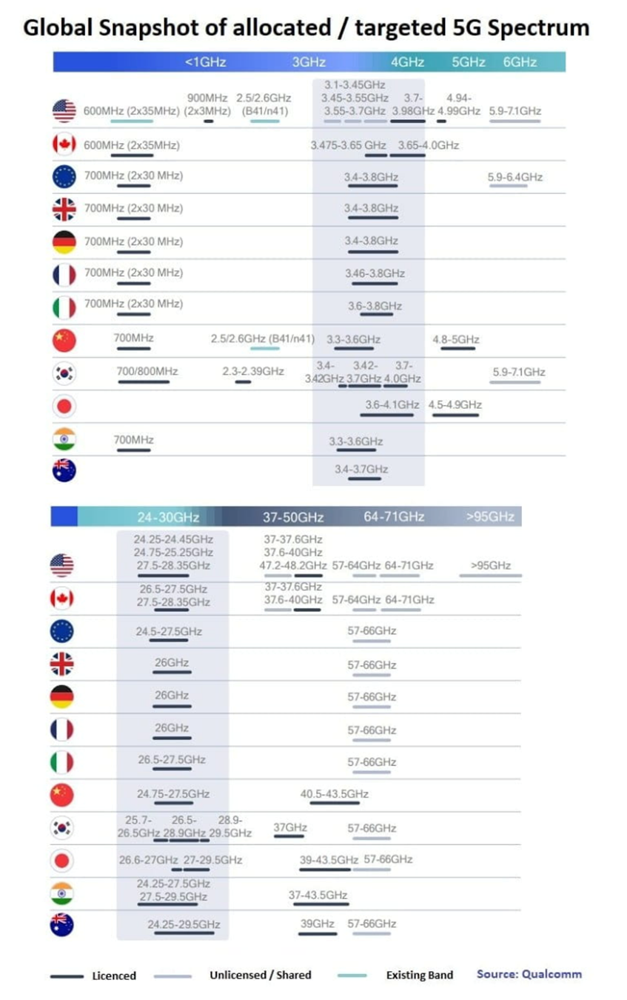 Global Snapshot of allocated / targeted 5G Spectrum
<1GHz 3GHz 4GHz 5GHz 6GHz
3.1-3.45GHz
900MHz 2.5/2.6GHz 3.45-3.55GHz 3.7- 4.94-
600MHz (2x35MHz) (2x3MHz) (B41/n41) 3.55-3.7GHz 3.98GHz 4.99GHz 5.9-7.1GHz
600MHz (2x35MHz) 3.475-3.65 GHz 3.65-4.0GHz
700MHz (2x30 MHz) 3.4-3.8GHz 5.9-6.4GHz
700MHz (2x30 MHz) 3.4-3.8GHz
700MHz (2x30 MHz) 3.4-3.8GHz
700MHz (2x30 MHz) 3.46-3.8GHz
700MHz (2x30 MHz) 3.6-3.8GHz
700MHz 2.5/2.6GHz (B41/n41) 3.3-3.6GHz 4.8-5GHz
3.4- 3.42- 3.7-
700/800MHz 2.3-2.39GHz 3.42GHz 3.7GHz 4.0GHz 5.9-7.1GHz
3.6-4.1GHz 4.5-4.9GHz
700MHz 3.3-3.6GHz
3.4-3.7GHz
24-30GHz 37-50GHz 64-71GHz >95GHz
24.25-24.45GHz 37-37.6GHz
24.75-25.25GHz 37.6-40GHz
27.5-28.35GHz 47.2-48.2GHz 57-64GHz 64-71GHz >95GHz
26.5-27.5GHz 37-37.6GHz
27.5-28.35GHz 37.6-40GHz 57-64GHz 64-71GHz
24.5-27.5GHz 57-66GHz
26GHz 57-66GHz
26GHz 57-66GHz
26GHz 57-66GHz
26.5-27.5GHz 57-66GHz
24.75-27.5GHz 40.5-43.5GHz
25.7- 26.5- 28.9-
26.5GHz 28.9GHz 29.5GHz 37GHz 57-66GHz
26.6-27GHz 27-29.5GHz 39-43.5GHz 57-66GHz
24.25-27.5GHz
27.5-29.5GHz 37-43.5GHz
24.25-29.5GHz 39GHz 57-66GHz
Licenced Unlicensed / Shared Existing Band Source: Qualcomm